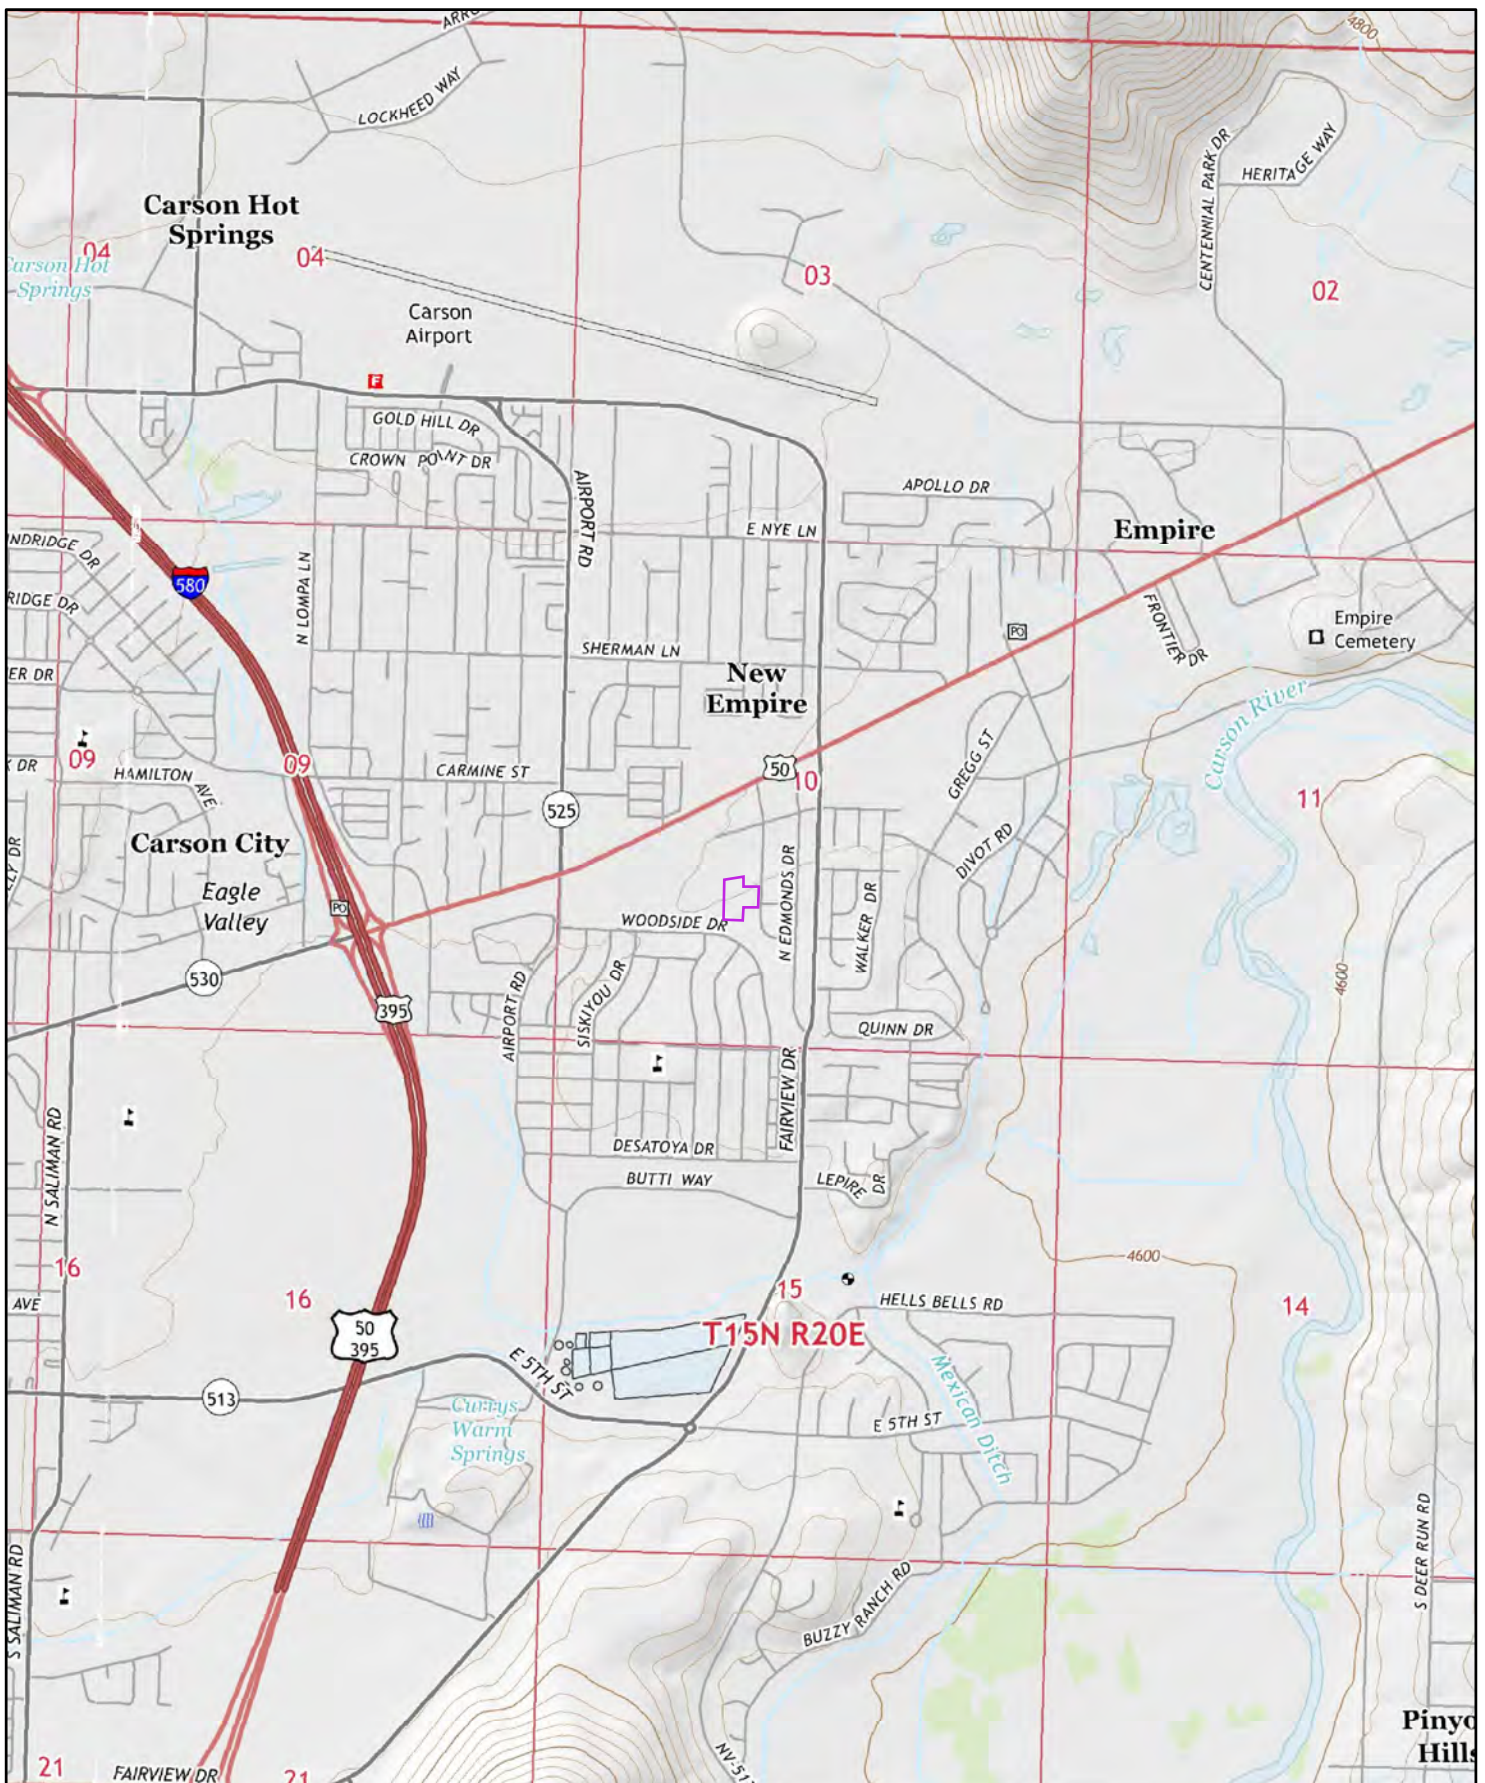 ARRO
4800
LOCKHEED WAY
CENTENNIAL PARK DR
HERITAGE WAY
Carson Hot
Springs
04
Carson Hot
Springs
04
03
02
Carson
Airport
F
GOLD HILL DR
CROWN POINT DR
AIRPORT RD
APOLLO DR
E NYE LN
Empire
NDRIDGE DR
580
N LOMPA LN
RIDGE DR
FRONTIER DR
Empire
Cemetery
PO
SHERMAN LN
New
Empire
ER DR
Carson River
09
K DR
HAMILTON AVE
09
CARMINE ST
50
10
GREGG ST
11
525
Carson City
Eagle
Valley
DIVOT RD
N EDMONDS DR
WALKER DR
PO
WOODSIDE DR
530
395
AIRPORT RD
SISKIYOU DR
4600
QUINN DR
FAIRVIEW DR
N SALIMAN RD
DESATOYA DR
BUTTI WAY
LEPIRE DR
4600
16
16
AVE
15
HELLS BELLS RD
14
50
395
T15N R20E
E 5TH ST
Mexican Ditch
513
Currys
Warm
Springs
E 5TH ST
S DEER RUN RD
S SALIMAN RD
BUZZY RANCH RD
Pinyo
Hills
21
FAIRVIEW DR
21
NV-51